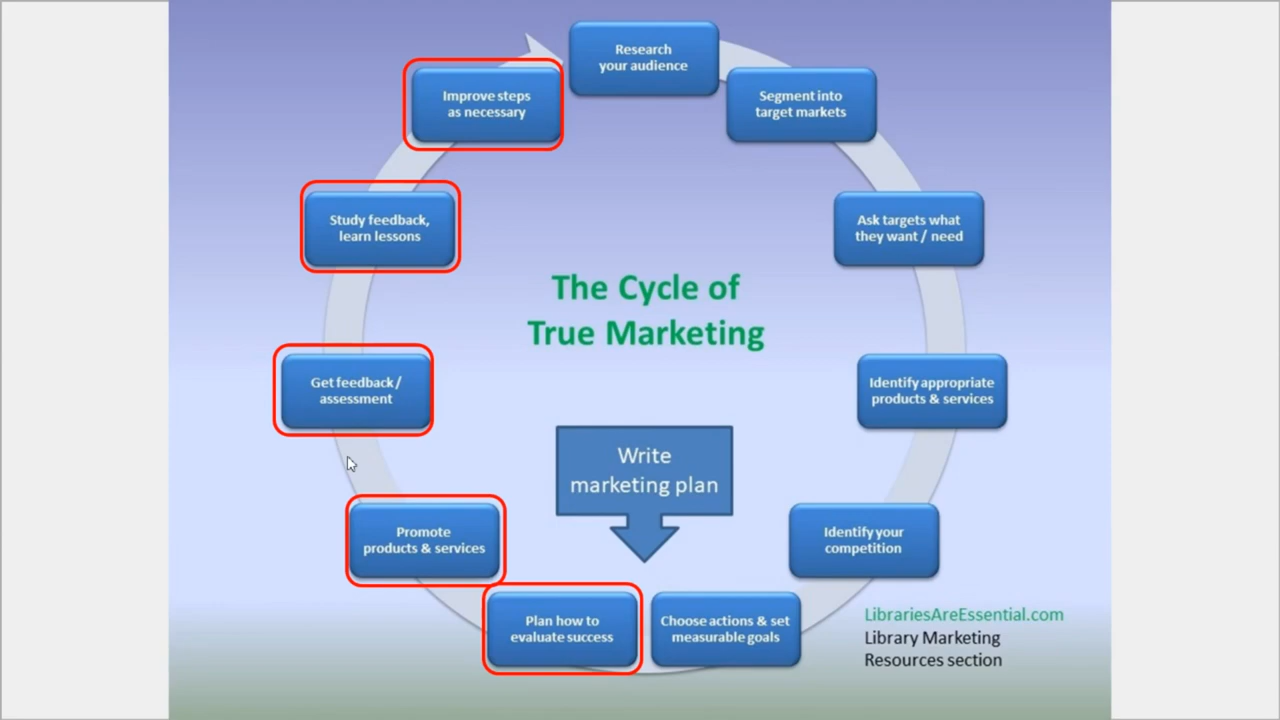 Research
your audience
Segment into
target markets
Ask targets what
they want / need
Identify appropriate
products & services
Identify your
competition
Choose actions & set
measurable goals
Plan how to
evaluate success
Promote
products & services
Get feedback /
assessment
Study feedback,
learn lessons
Improve steps
as necessary
The Cycle of
True Marketing
Write
marketing plan
LibrariesAreEssential.com
Library Marketing
Resources section